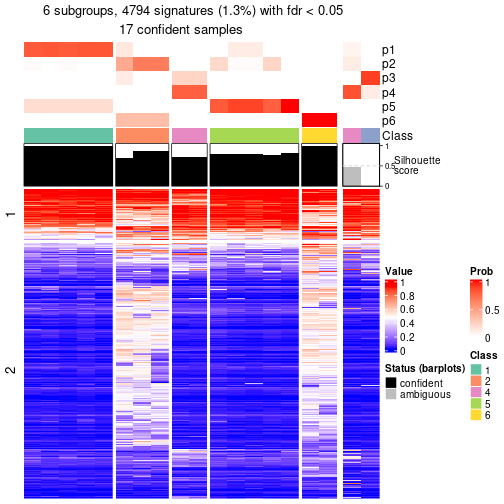 6 subgroups, 4794 signatures (1.3%) with fdr < 0.05
17 confident samples
p1
p2
p3
p4
p5
p6
Class
1
0.5
0
Silhouette
score
1
2
Value
1
0.8
0.6
0.4
0.2
0
Prob
1
0.5
0
Status (barplots)
confident
ambiguous
Class
1
2
4
5
6